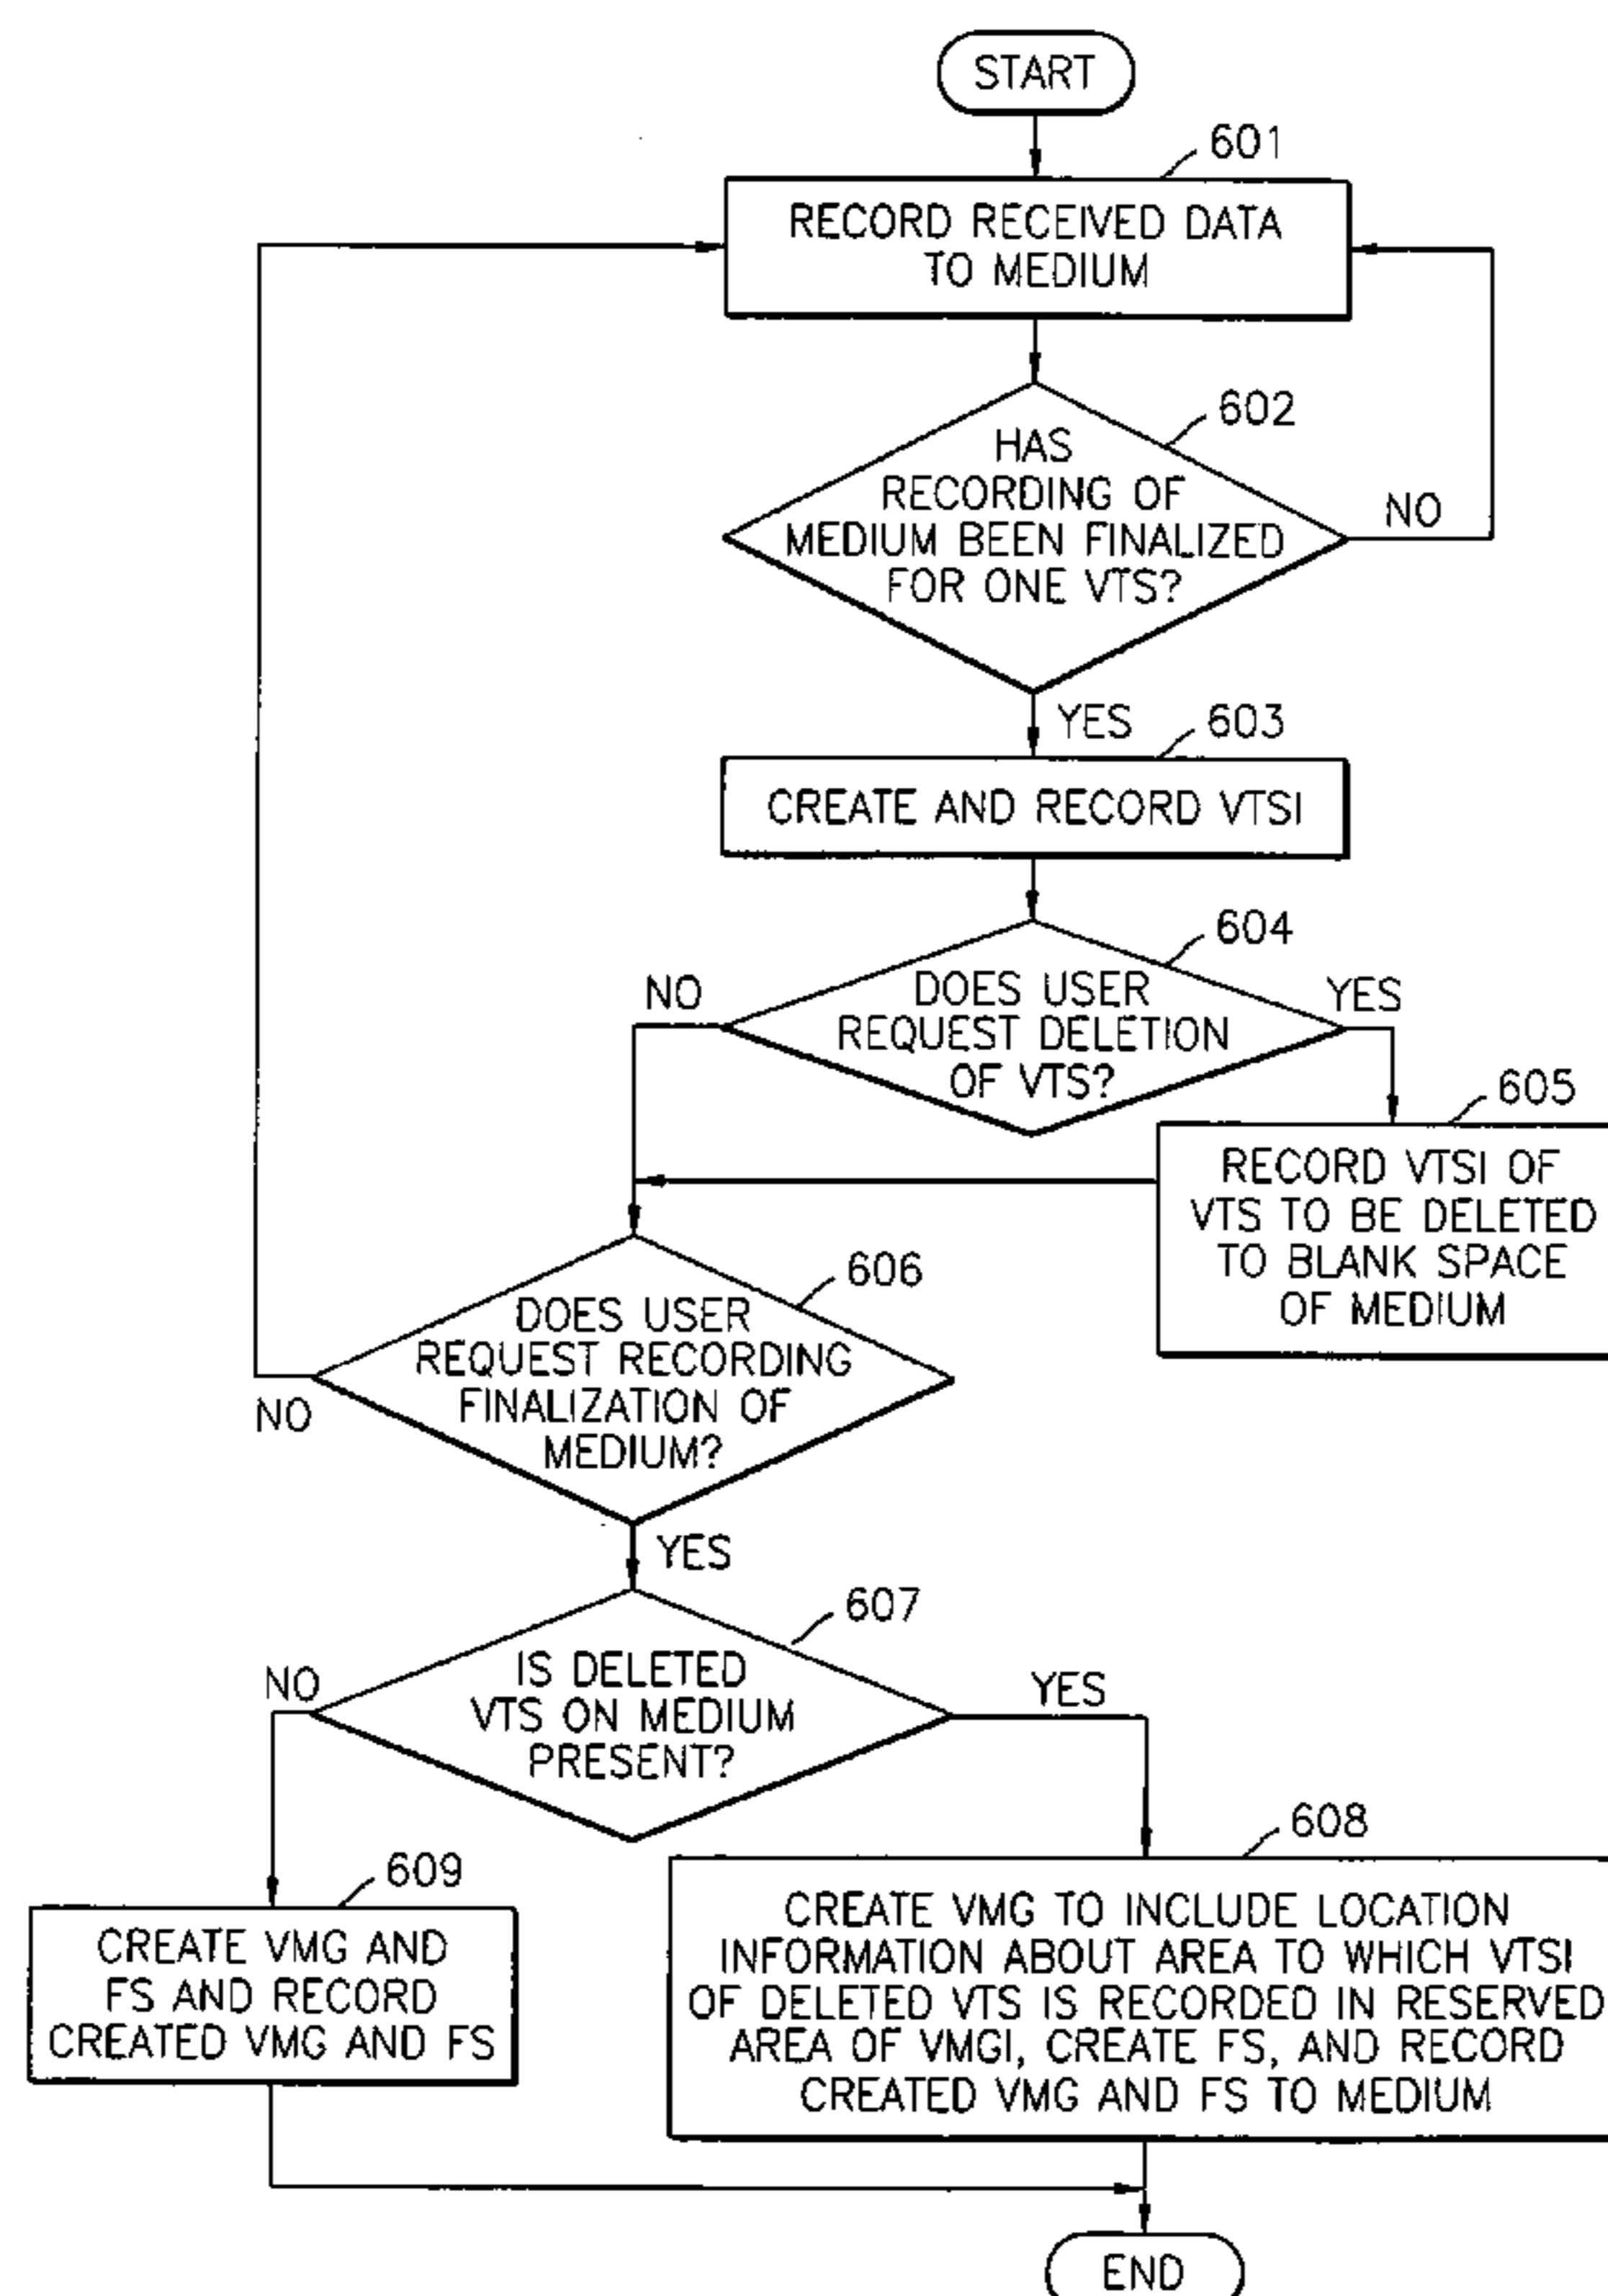 START
601
RECORD RECEIVED DATA
TO MEDIUM
602
HAS
RECORDING OF
MEDIUM BEEN FINALIZED
FOR ONE VTS?
NO
YES
603
CREATE AND RECORD VTSI
604
NO
DOES USER
REQUEST DELETION
OF VTS?
YES
605
RECORD VTSI OF
VTS TO BE DELETED
TO BLANK SPACE
OF MEDIUM
606
DOES USER
REQUEST RECORDING
FINALIZATION OF
MEDIUM?
NO
YES
607
NO
IS DELETED
VTS ON MEDIUM
PRESENT?
YES
609
CREATE VMG AND
FS AND RECORD
CREATED VMG AND FS
608
CREATE VMG TO INCLUDE LOCATION
INFORMATION ABOUT AREA TO WHICH VTSI
OF DELETED VTS IS RECORDED IN RESERVED
AREA OF VMGI, CREATE FS, AND RECORD
CREATED VMG AND FS TO MEDIUM
END